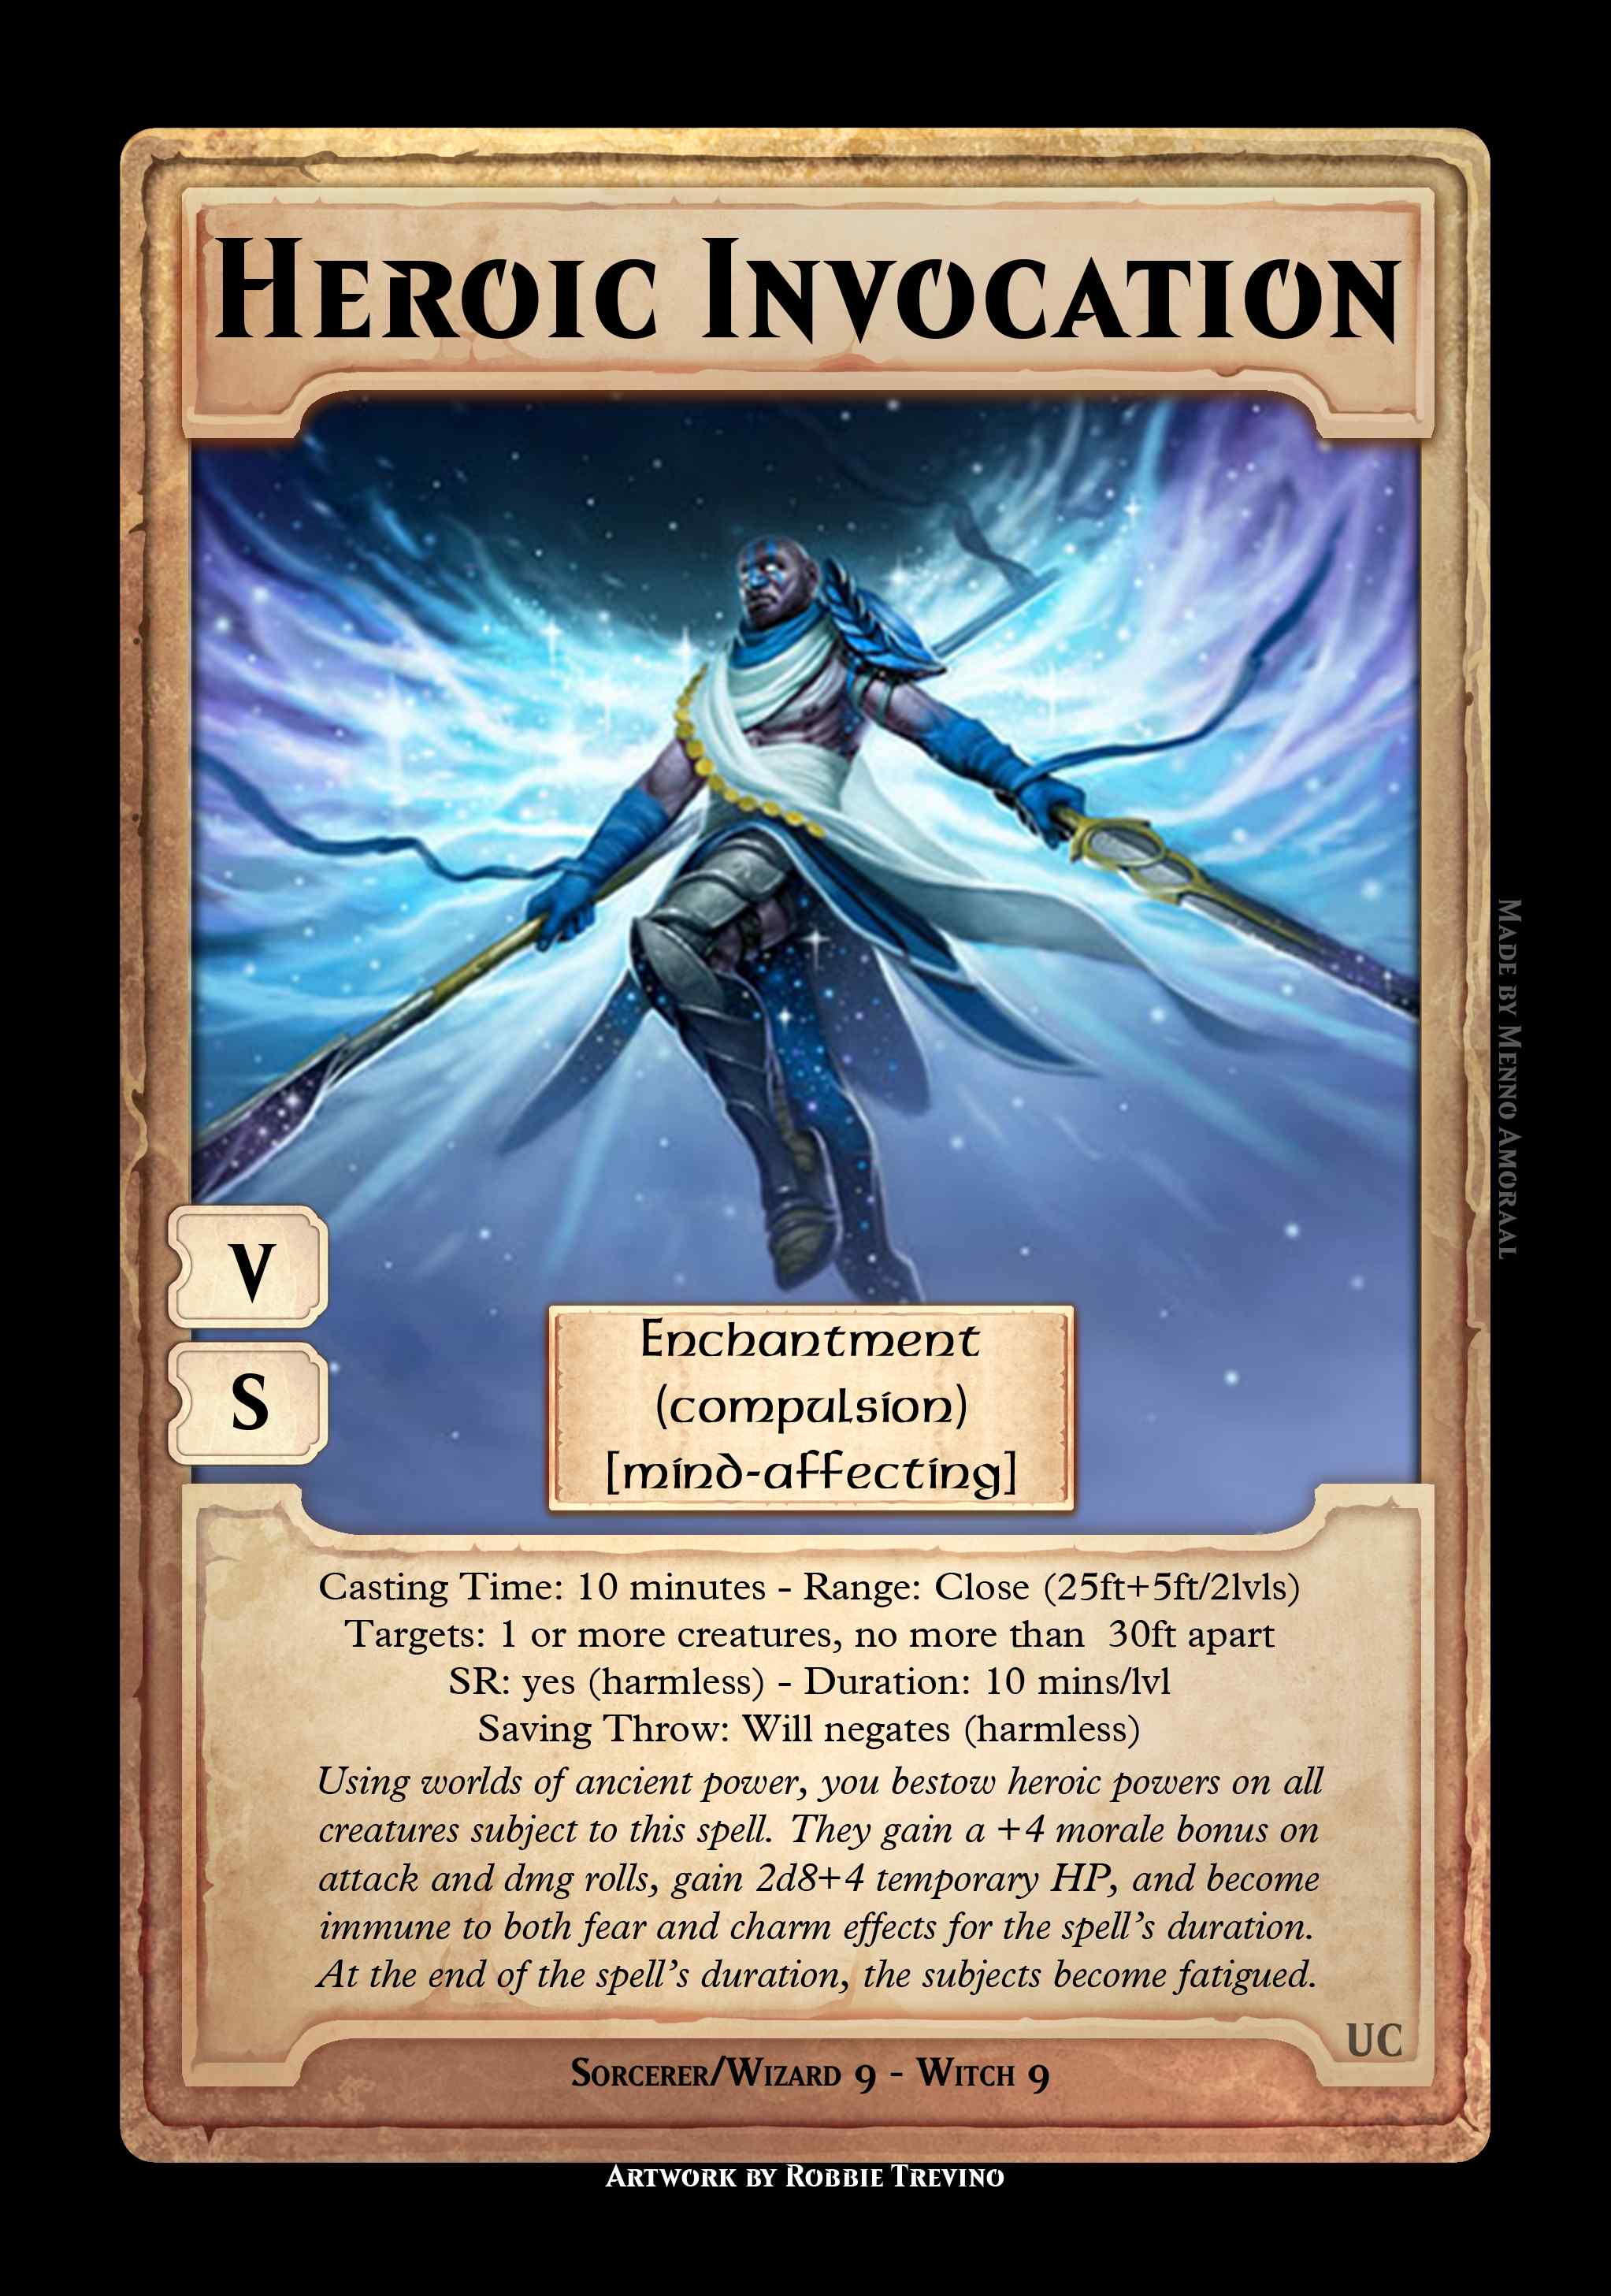 Heroic Invocation
V
S
Enchantment
(compulsion)
[mind-affecting]
Casting Time: 10 minutes - Range: Close (25ft+5ft/2lvls)
Targets: 1 or more creatures, no more than  30ft apart
SR: yes (harmless) - Duration: 10 mins/lvl
Saving Throw: Will negates (harmless)
Using worlds of ancient power, you bestow heroic powers on all
creatures subject to this spell. They gain a +4 morale bonus on
attack and dmg rolls, gain 2d8+4 temporary HP, and become
immune to both fear and charm effects for the spell's duration.
At the end of the spell's duration, the subjects become fatigued.
UC
Sorcerer/Wizard 9 - Witch 9
Artwork by Robbie Trevino
Made by Menno Amoraal